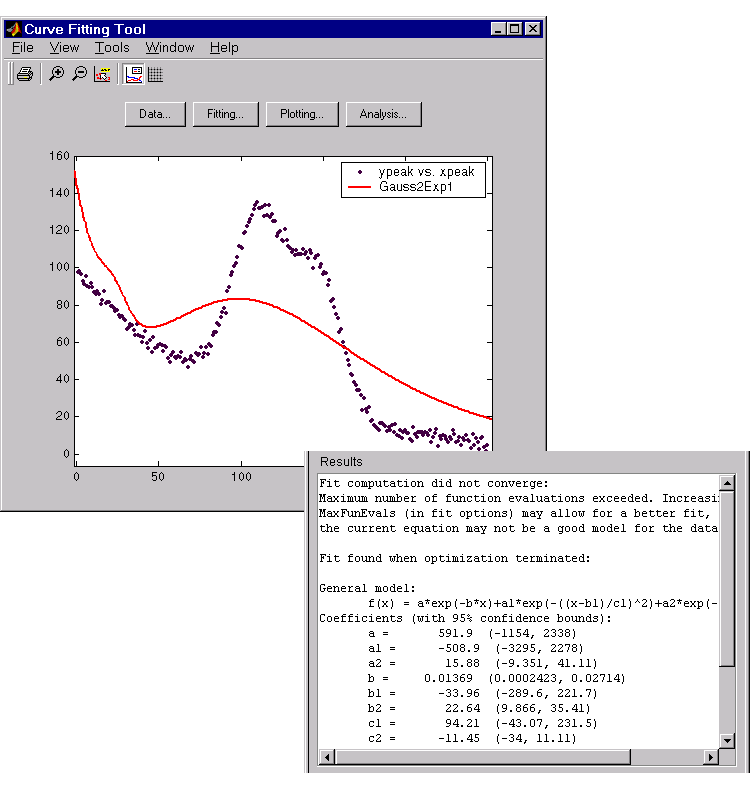 Curve Fitting Tool
File View Tools Window Help
Data... Fitting... Plotting... Analysis...
160
140
120
100
80
60
40
20
0
0 50 100
ypeak vs. xpeak
Gauss2Exp1
Results
Fit computation did not converge:
Maximum number of function evaluations exceeded. Increasi
MaxFunEvals (in fit options) may allow for a better fit,
the current equation may not be a good model for the data
Fit found when optimization terminated:
General model:
f(x) = a*exp(-b*x)+a1*exp(-((x-b1)/c1)^2)+a2*exp(-
Coefficients (with 95% confidence bounds):
a = 591.9 (-1154, 2338)
a1 = -508.9 (-3295, 2278)
a2 = 15.88 (-9.351, 41.11)
b = 0.01369 (0.0002423, 0.02714)
b1 = -33.96 (-289.6, 221.7)
b2 = 22.64 (9.866, 35.41)
c1 = 94.21 (-43.07, 231.5)
c2 = -11.45 (-34, 11.11)